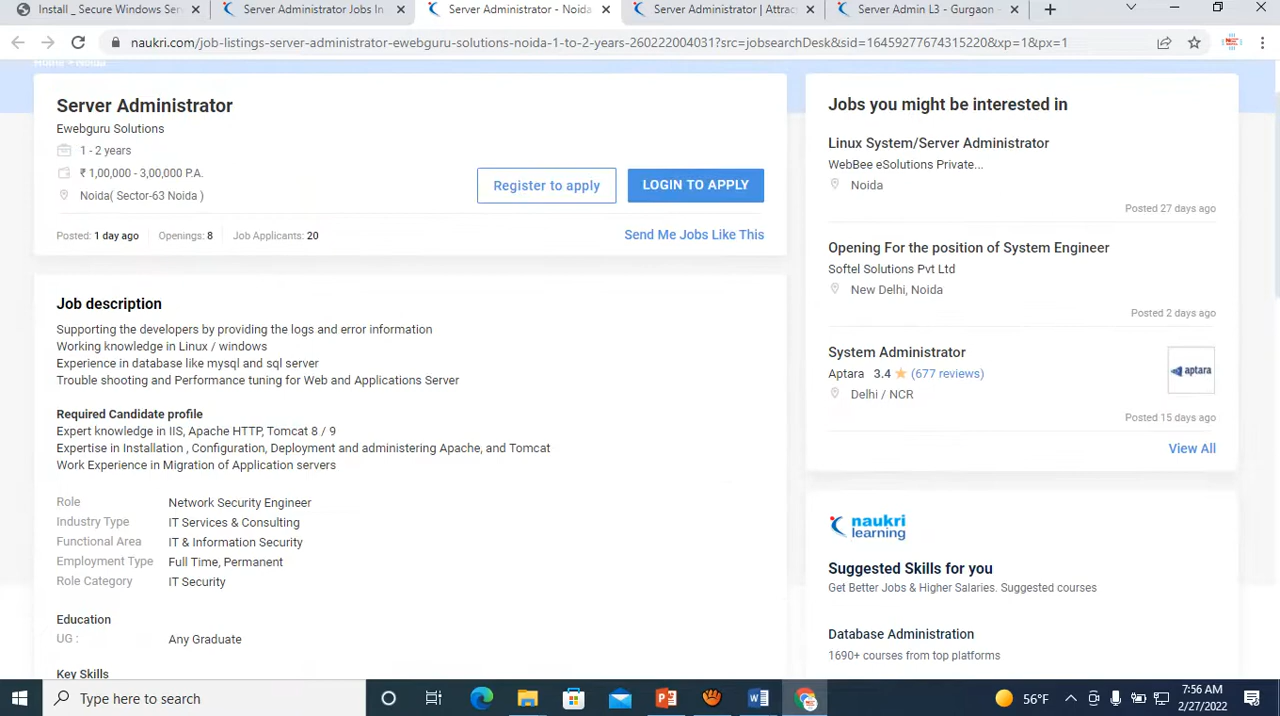 Install _ Secure Windows Ser
Server Administrator Jobs In
Server Administrator - Noida
Server Administrator | Attrac
Server Admin L3 - Gurgaon -
naukri.com/job-listings-server-administrator-ewebguru-solutions-noida-1-to-2-years-260222004031?src=jobsearchDesk&sid=16459277674315220&xp=1&px=1
Home > Noida
Server Administrator
Ewebguru Solutions
1 - 2 years
₹ 1,00,000 - 3,00,000 P.A.
Noida( Sector-63 Noida )
Register to apply
LOGIN TO APPLY
Posted: 1 day ago
Openings: 8
Job Applicants: 20
Send Me Jobs Like This
Job description
Supporting the developers by providing the logs and error information
Working knowledge in Linux / windows
Experience in database like mysql and sql server
Trouble shooting and Performance tuning for Web and Applications Server
Required Candidate profile
Expert knowledge in IIS, Apache HTTP, Tomcat 8 / 9
Expertise in Installation , Configuration, Deployment and administering Apache, and Tomcat
Work Experience in Migration of Application servers
Role Network Security Engineer
Industry Type IT Services & Consulting
Functional Area IT & Information Security
Employment Type Full Time, Permanent
Role Category IT Security
Education
UG : Any Graduate
Key Skills
Jobs you might be interested in
Linux System/Server Administrator
WebBee eSolutions Private...
Noida
Posted 27 days ago
Opening For the position of System Engineer
Softel Solutions Pvt Ltd
New Delhi, Noida
Posted 2 days ago
System Administrator
Aptara 3.4 ★ (677 reviews)
aptara
Delhi / NCR
Posted 15 days ago
View All
naukri
learning
Suggested Skills for you
Get Better Jobs & Higher Salaries. Suggested courses
Database Administration
1690+ courses from top platforms
Type here to search
56°F
7:56 AM
2/27/2022